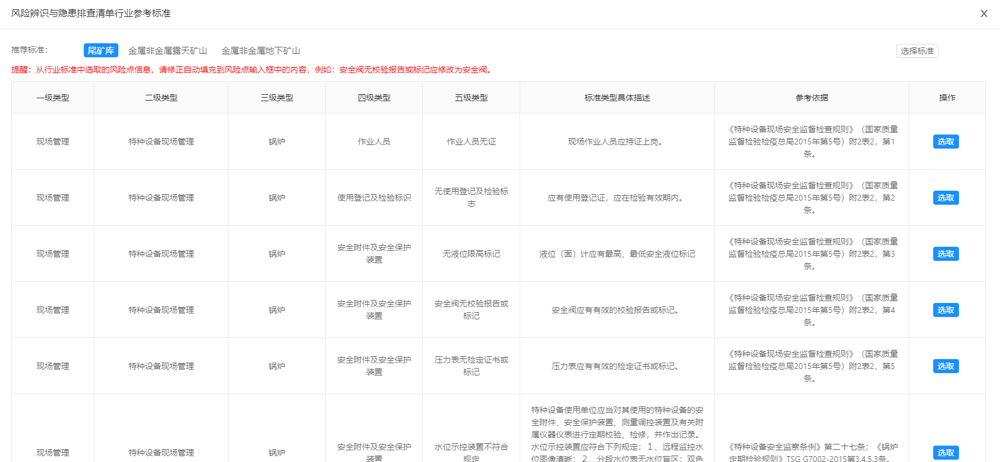 风险辨识与隐患排查清单行业参考标准
X
推荐标准：
尾矿库
金属非金属露天矿山
金属非金属地下矿山
选择标准
提醒：从行业标准中选取的风险点信息，请修正自动填充到风险点输入框中的内容，例如：安全阀无校验报告或标记应修改为安全阀。
一级类型 二级类型 三级类型 四级类型 五级类型 标准类型具体描述 参考依据 操作
现场管理
特种设备现场管理
锅炉
作业人员
作业人员无证
现场作业人员应持证上岗。
《特种设备现场安全监督检查规则》（国家质量
监督检验检疫总局2015年第5号）附2表2，第1
条。
选取
现场管理
特种设备现场管理
锅炉
使用登记及检验标识
无使用登记及检验标
志
应有使用登记证，应在检验有效期内。
《特种设备现场安全监督检查规则》（国家质量
监督检验检疫总局2015年第5号）附2表2，第2
条。
选取
现场管理
特种设备现场管理
锅炉
安全附件及安全保护
装置
无液位限高标记
液位（面）计应有最高、最低安全液位标记
《特种设备现场安全监督检查规则》（国家质量
监督检验检疫总局2015年第5号）附2表2，第3
条。
选取
现场管理
特种设备现场管理
锅炉
安全附件及安全保护
装置
安全阀无校验报告或
标记
安全阀应有有效的校验报告或标记。
《特种设备现场安全监督检查规则》（国家质量
监督检验检疫总局2015年第5号）附2表2，第4
条。
选取
现场管理
特种设备现场管理
锅炉
安全附件及安全保护
装置
压力表无检定证书或
标记
压力表应有有效的检定证书或标记。
《特种设备现场安全监督检查规则》（国家质量
监督检验检疫总局2015年第5号）附2表2，第5
条。
选取
现场管理
特种设备现场管理
锅炉
安全附件及安全保护
装置
水位示控装置不符合
规定
特种设备使用单位应当对其使用的特种设备的安
全附件、安全保护装置、测量调控装置及有关附
属仪器仪表进行定期校验、检修，并作出记录。
水位示控装置应符合下列规定：１、远程监控水
位图像清晰；２、分段水位表无水位盲区；双色
《特种设备安全监察条例》第二十七条；《锅炉
定期检验规则》TSG G7002-2015第3.4.5.3条。
选取